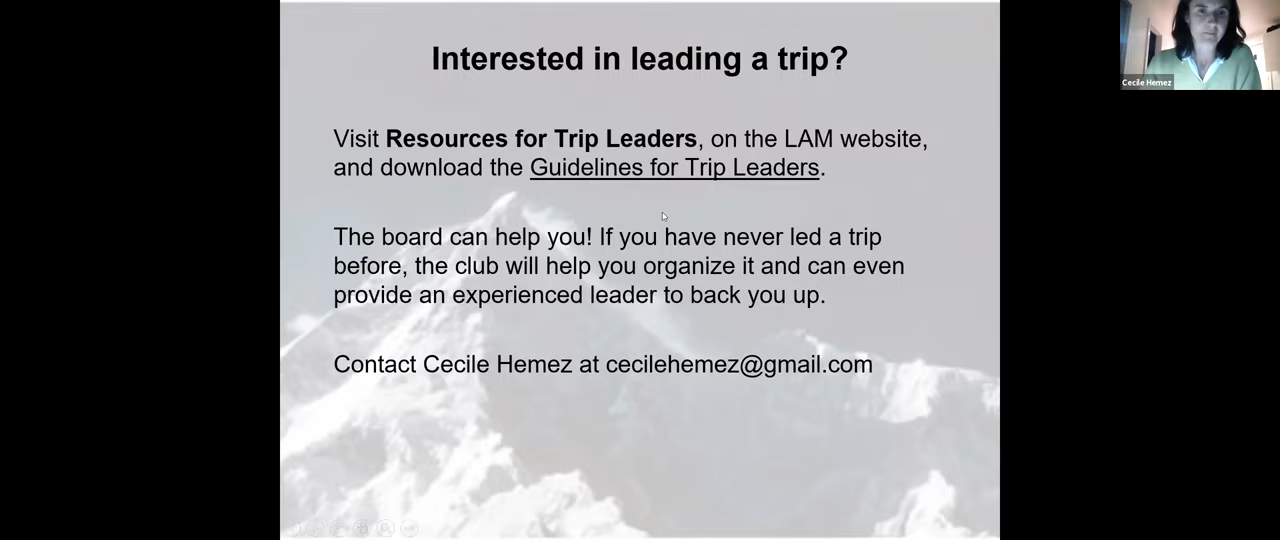 Interested in leading a trip?
Visit Resources for Trip Leaders, on the LAM website,
and download the Guidelines for Trip Leaders.
The board can help you! If you have never led a trip
before, the club will help you organize it and can even
provide an experienced leader to back you up.
Contact Cecile Hemez at cecilehemez@gmail.com
Cecile Hemez